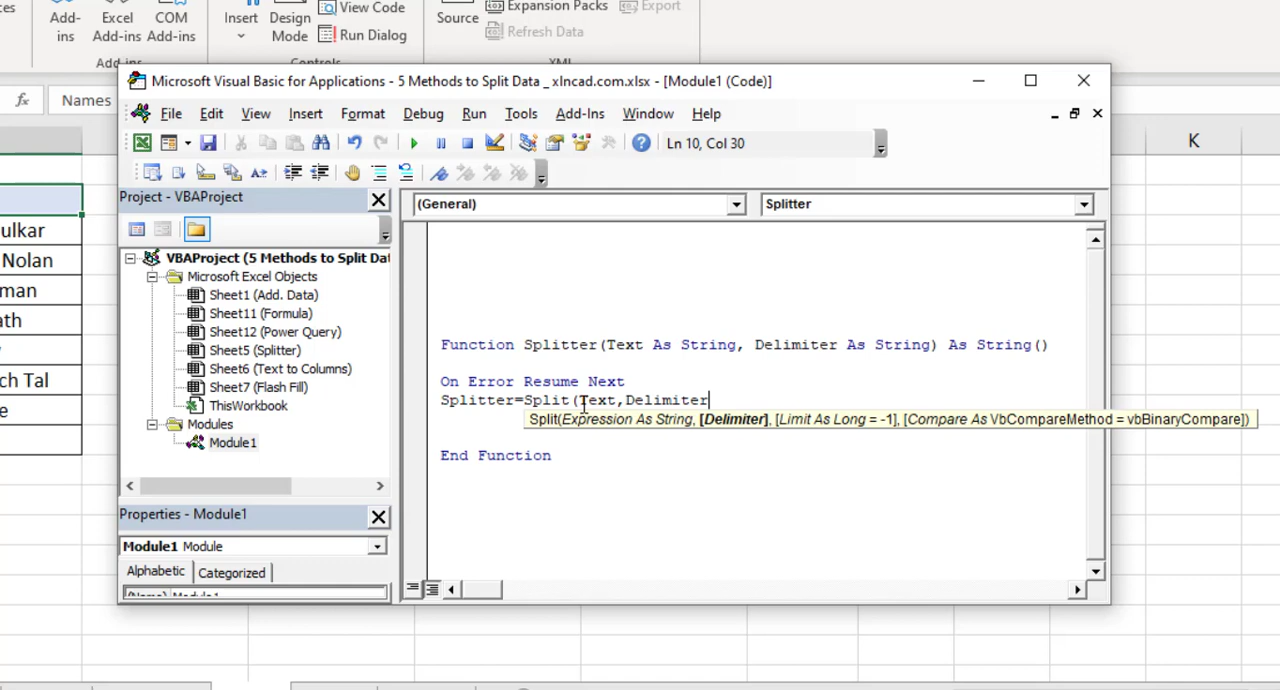 Add-
ins
Excel
Add-ins
COM
Add-ins
Insert
Design
Mode
View Code
Run Dialog
Controls
Source
Expansion Packs
Export
Refresh Data
XML
fx
Names
K
ulkar
Nolan
man
ath
ch Tal
e
Microsoft Visual Basic for Applications - 5 Methods to Split Data _ xlncad.com.xlsx - [Module1 (Code)]
File Edit View Insert Format Debug Run Tools Add-Ins Window Help
Ln 10, Col 30
Project - VBAProject
VBAProject (5 Methods to Split Dat
Microsoft Excel Objects
Sheet1 (Add. Data)
Sheet11 (Formula)
Sheet12 (Power Query)
Sheet5 (Splitter)
Sheet6 (Text to Columns)
Sheet7 (Flash Fill)
ThisWorkbook
Modules
Module1
Properties - Module1
Module1 Module
Alphabetic Categorized
(General)
Splitter
Function Splitter(Text As String, Delimiter As String) As String()
On Error Resume Next
Splitter=Split(Text,Delimiter
Split(Expression As String, [Delimiter], [Limit As Long = -1], [Compare As VbCompareMethod = vbBinaryCompare])
End Function